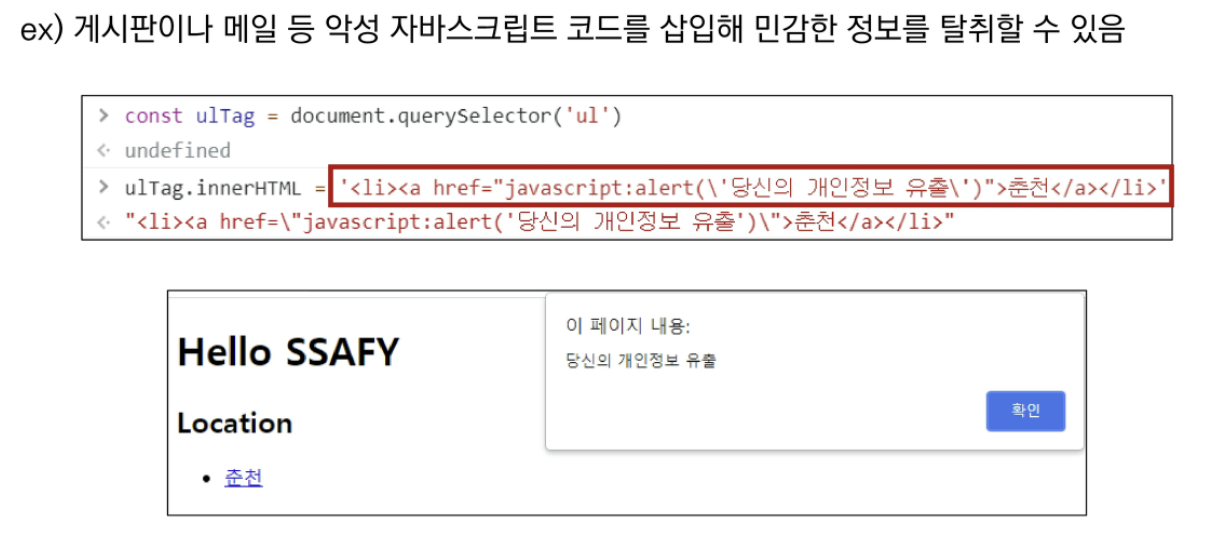 ex) 게시판이나 메일 등 악성 자바스크립트 코드를 삽입해 민감한 정보를 탈취할 수 있음
> const ulTag = document.querySelector('ul')
<· undefined
> ulTag.innerHTML = '<li><a href="javascript:alert(\'당신의 개인정보 유출\')">춘천</a></li>'
<· "<li><a href=\"javascript:alert('당신의 개인정보 유출')\">춘천</a></li>"
이 페이지 내용:
당신의 개인정보 유출
확인
Hello SSAFY
Location
• 춘천